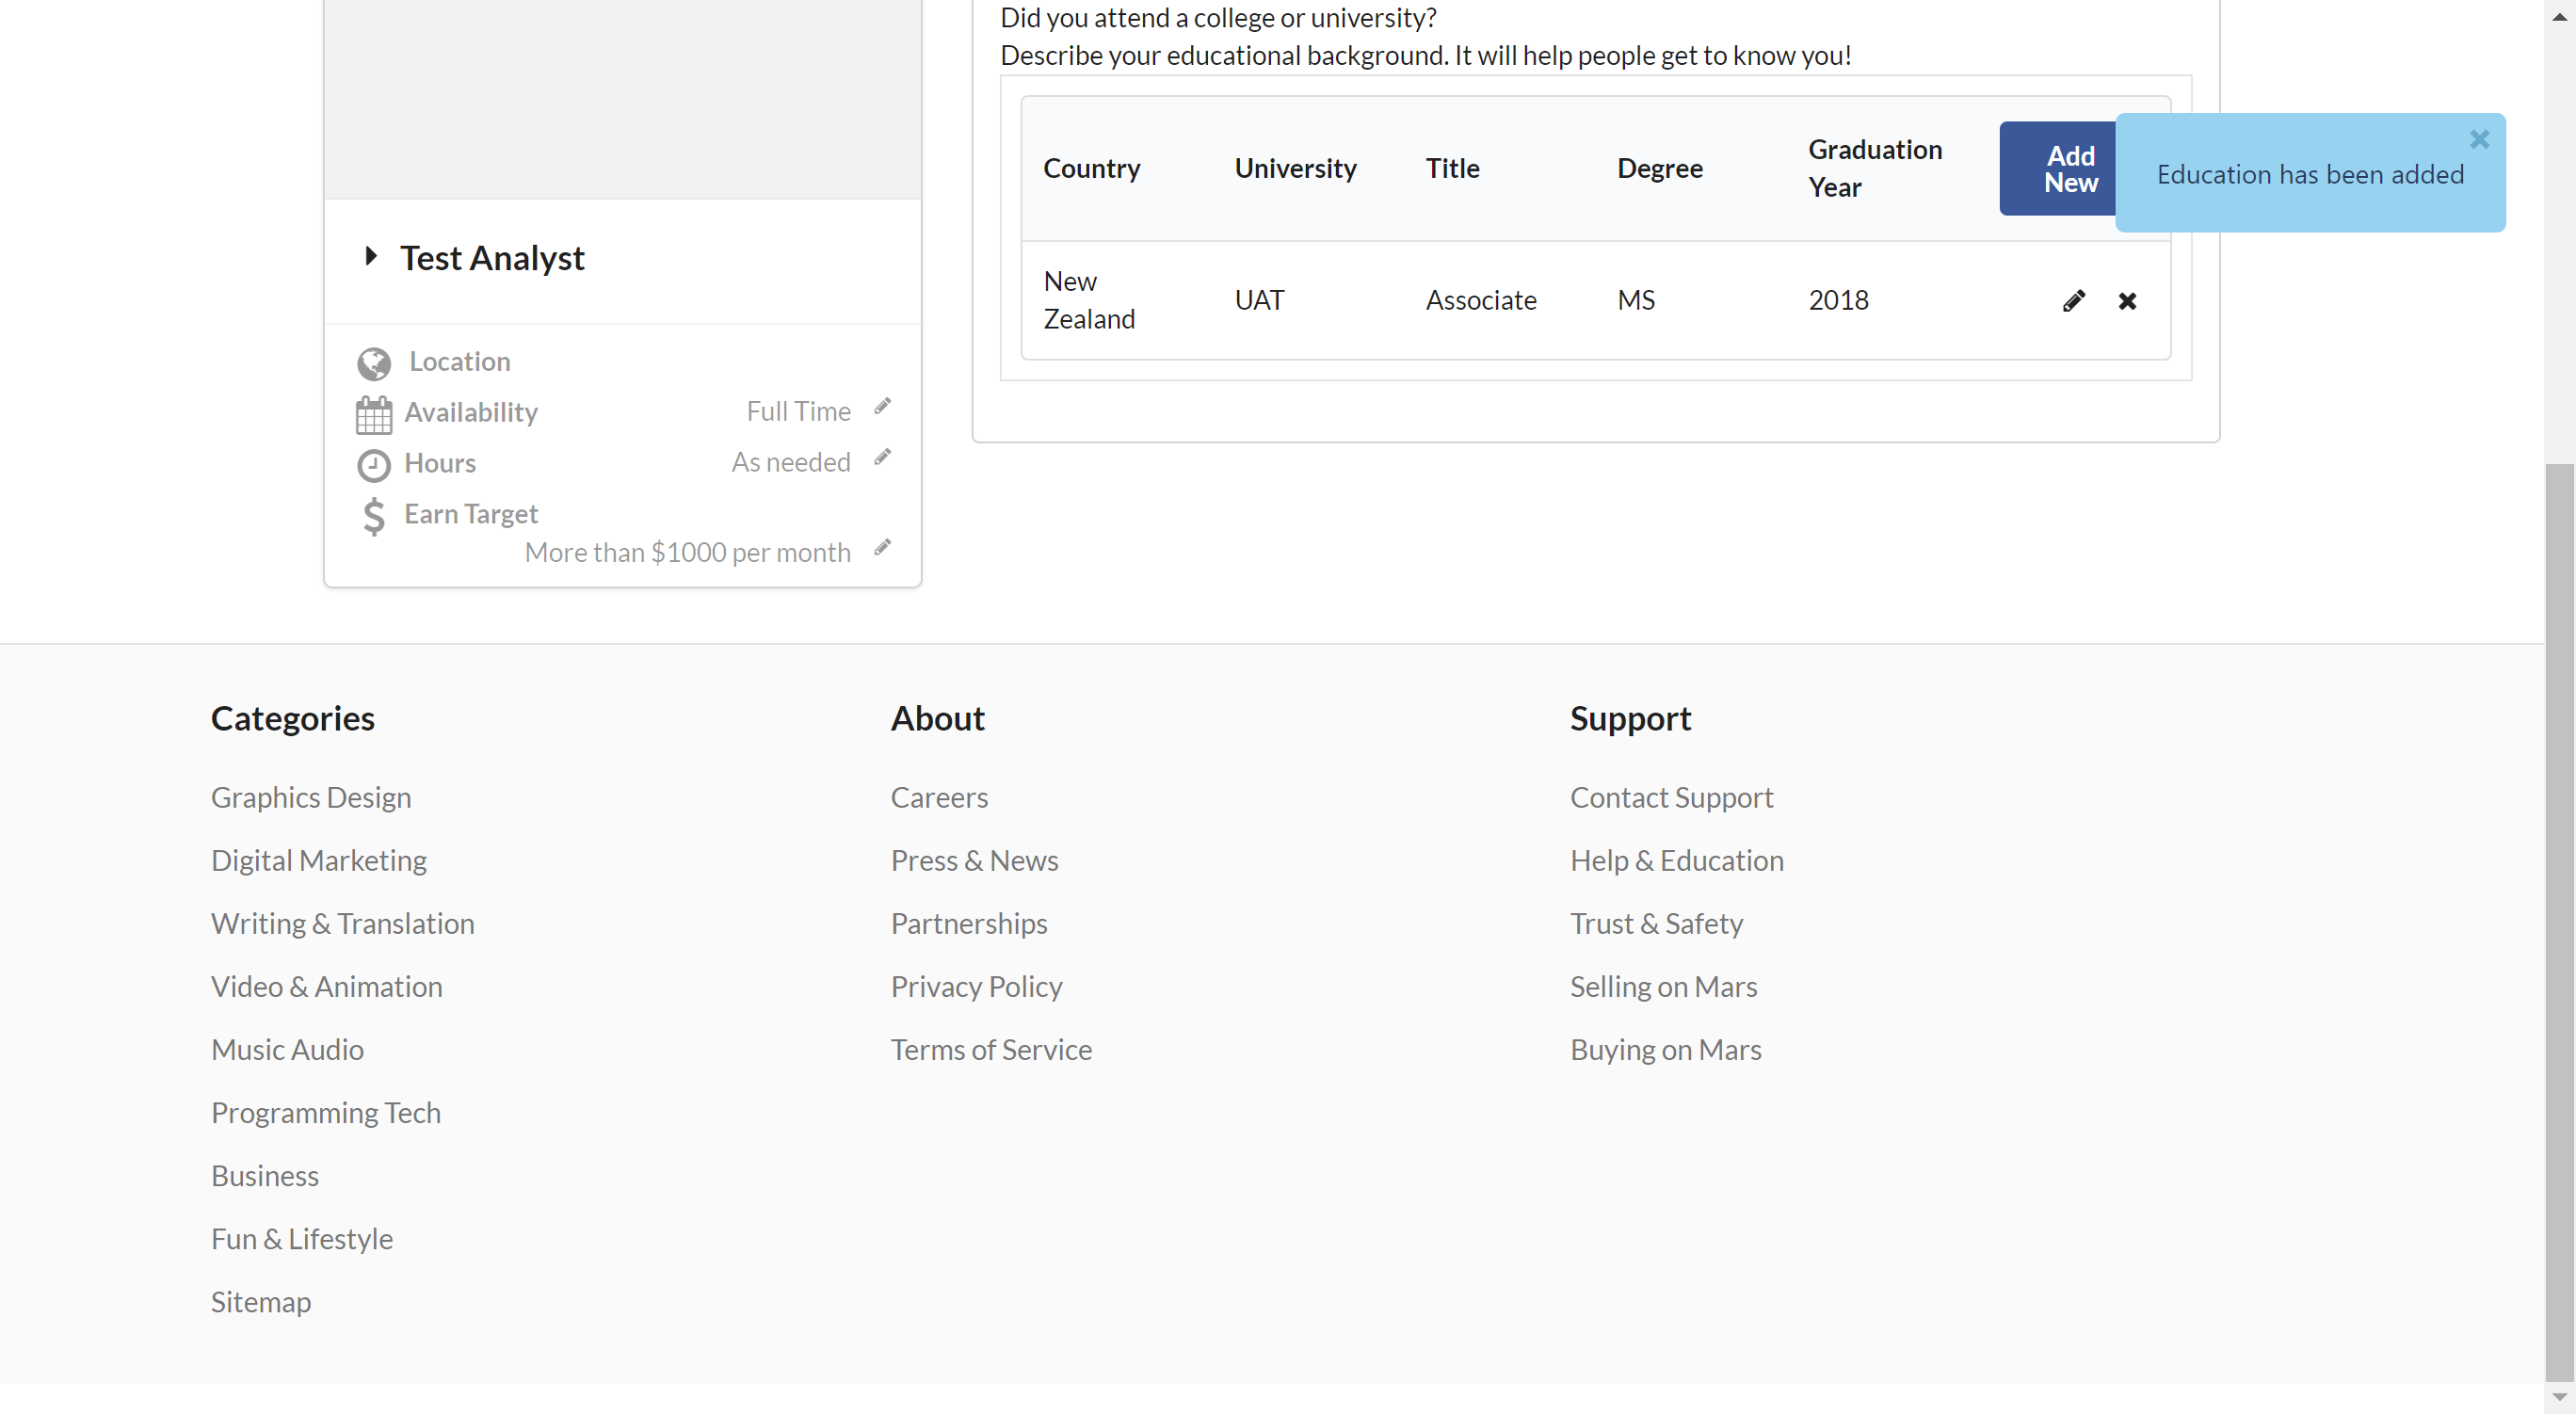 Did you attend a college or university?
Describe your educational background. It will help people get to know you!
Country University Title Degree Graduation Year Add New
Education has been added
New Zealand UAT Associate MS 2018
Test Analyst
Location
Availability Full Time
Hours As needed
Earn Target
More than $1000 per month
Categories
Graphics Design
Digital Marketing
Writing & Translation
Video & Animation
Music Audio
Programming Tech
Business
Fun & Lifestyle
Sitemap
About
Careers
Press & News
Partnerships
Privacy Policy
Terms of Service
Support
Contact Support
Help & Education
Trust & Safety
Selling on Mars
Buying on Mars